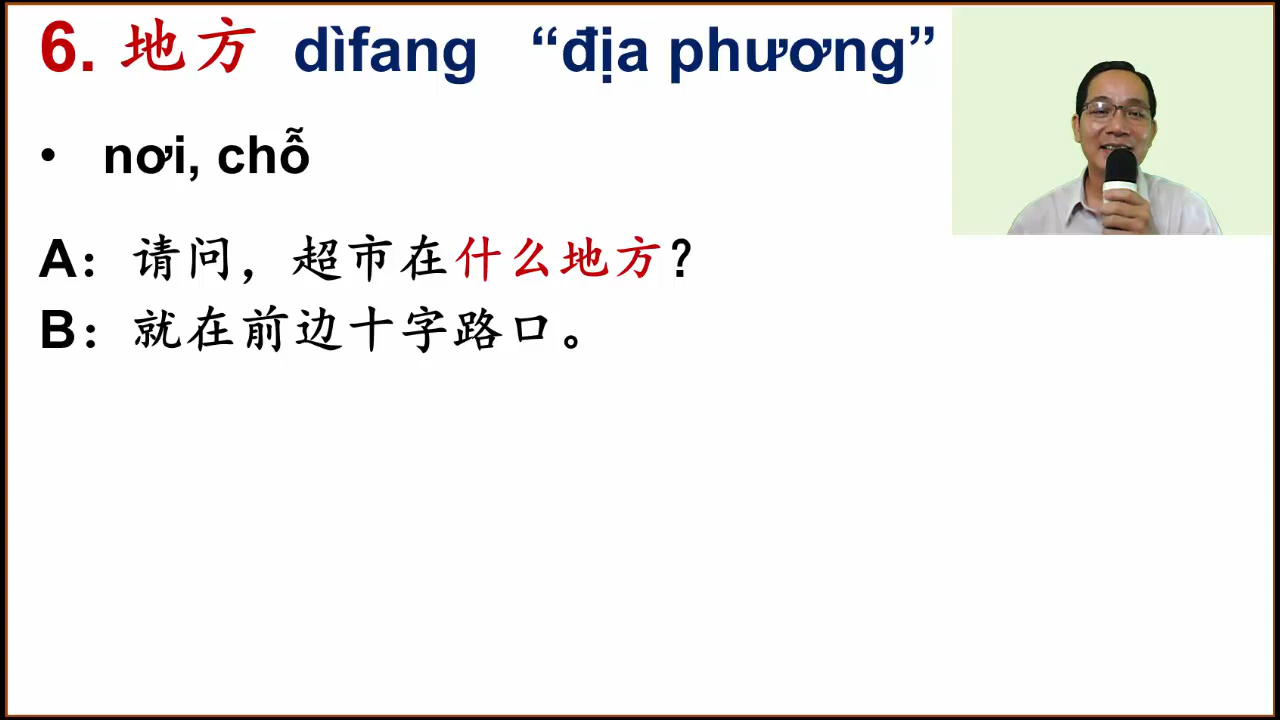 6. 地方 dìfang “địa phương”
• nơi, chỗ
A：请问，超市在什么地方？
B：就在前边十字路口。